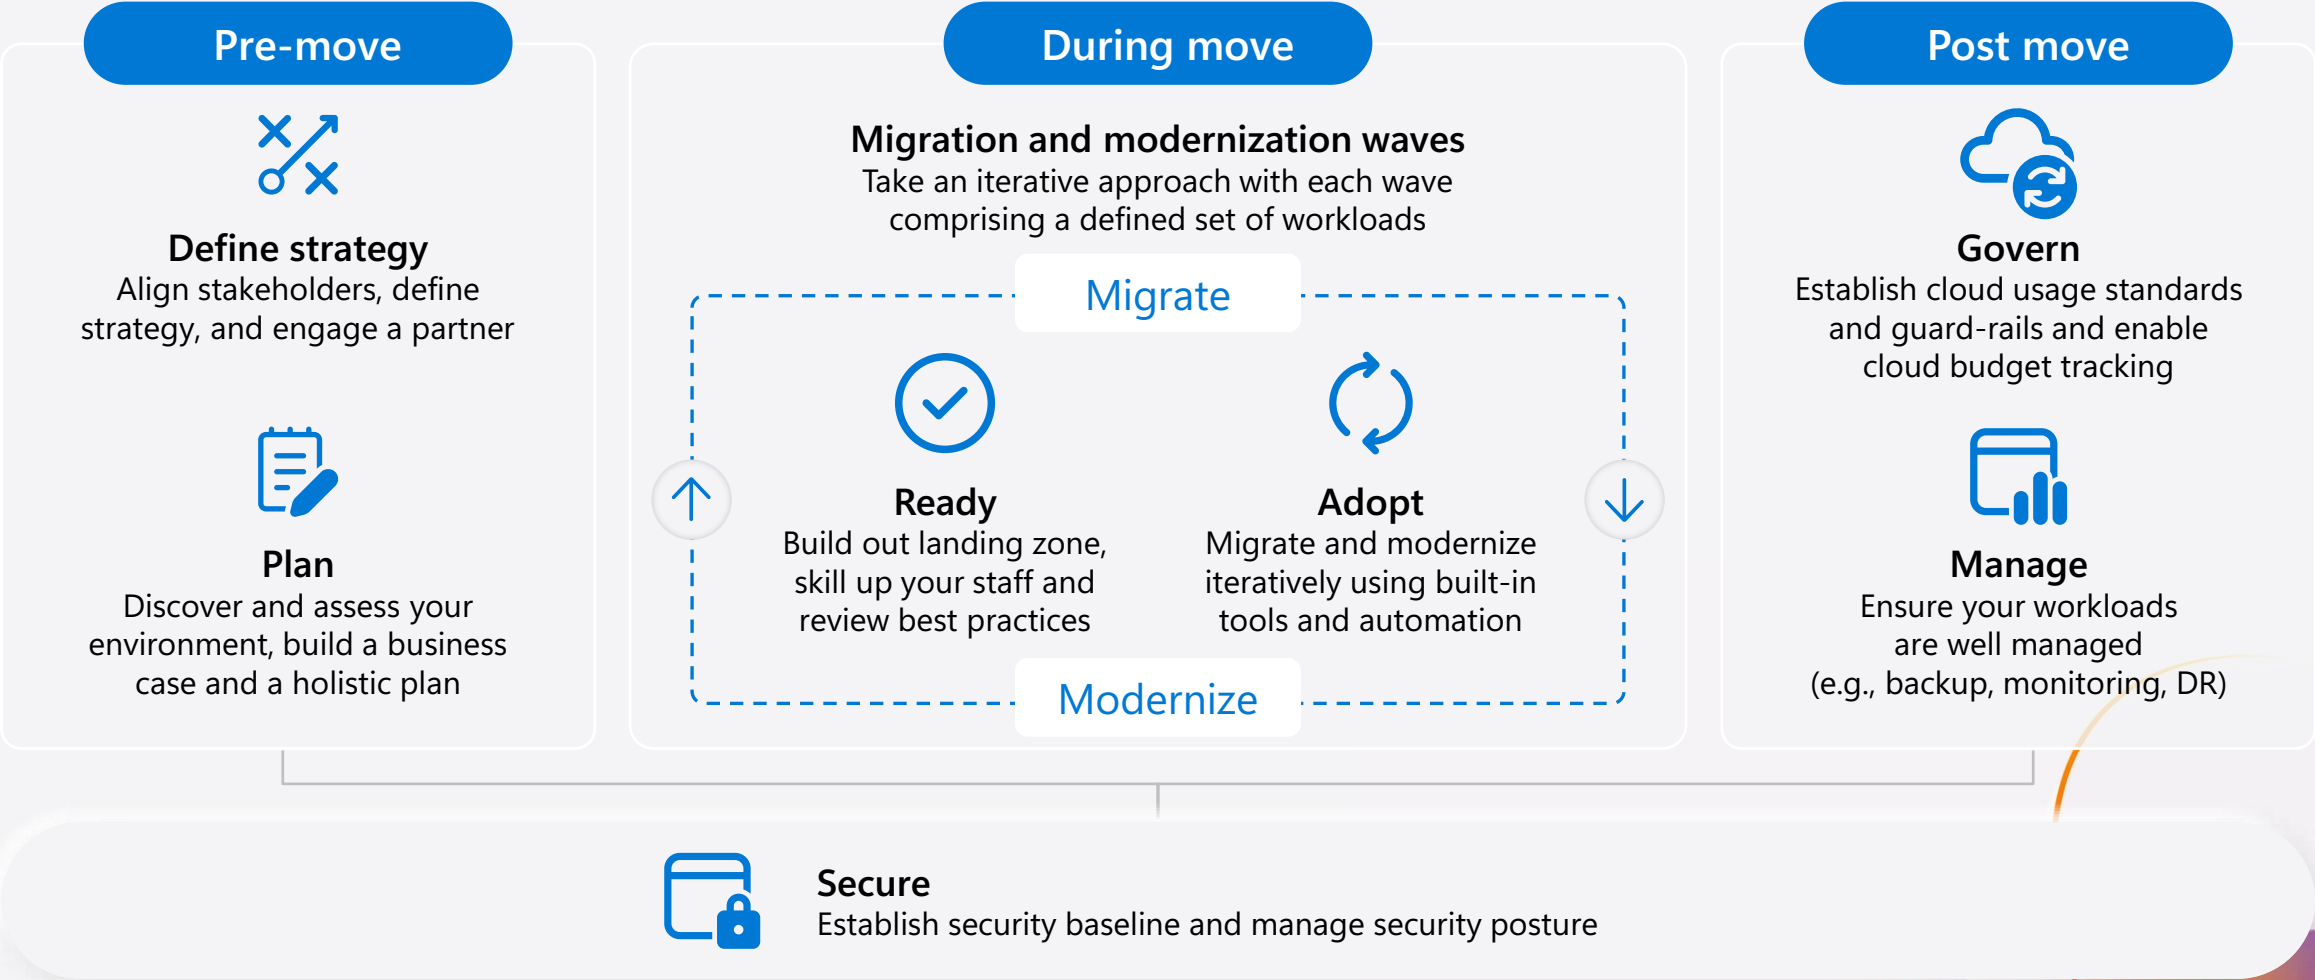 Pre-move
Define strategy
Align stakeholders, define
strategy, and engage a partner
Plan
Discover and assess your
environment, build a business
case and a holistic plan
During move
Migration and modernization waves
Take an iterative approach with each wave
comprising a defined set of workloads
Migrate
Ready
Build out landing zone,
skill up your staff and
review best practices
Adopt
Migrate and modernize
iteratively using built-in
tools and automation
Modernize
Post move
Govern
Establish cloud usage standards
and guard-rails and enable
cloud budget tracking
Manage
Ensure your workloads
are well managed
(e.g., backup, monitoring, DR)
Secure
Establish security baseline and manage security posture